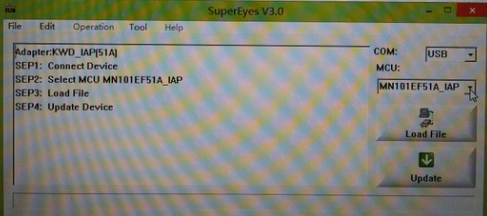 SuperEyes V3.0
File Edit Operation Tool Help
Adapter:KWD_IAP(51A)
SEP1: Connect Device
SEP2: Select MCU MN101EF51A_IAP
SEP3: Load File
SEP4: Update Device
COM: USB
MCU:
MN101EF51A_IAP
Load File
Update